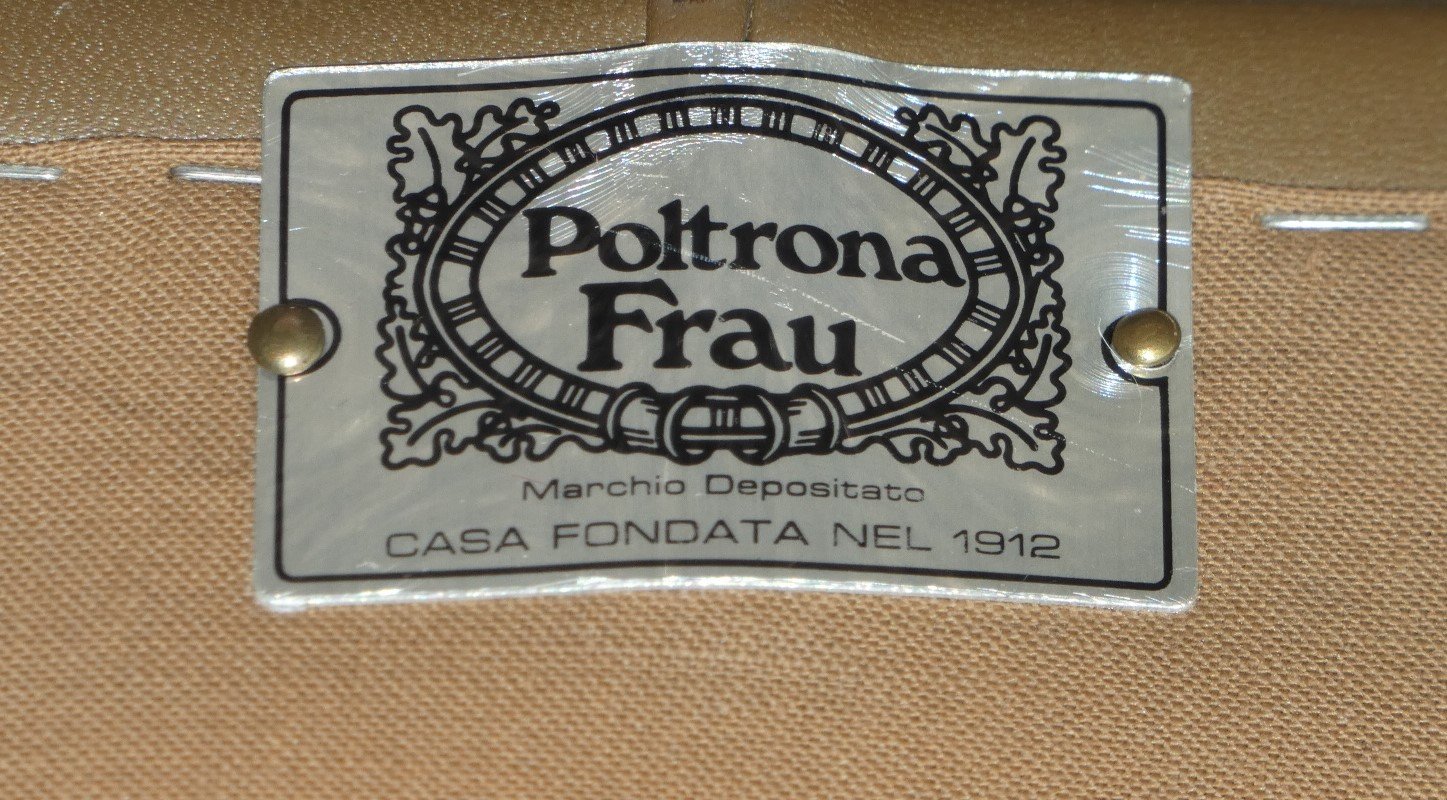 Poltrona
Frau
Marchio Depositato
CASA FONDATA NEL 1912